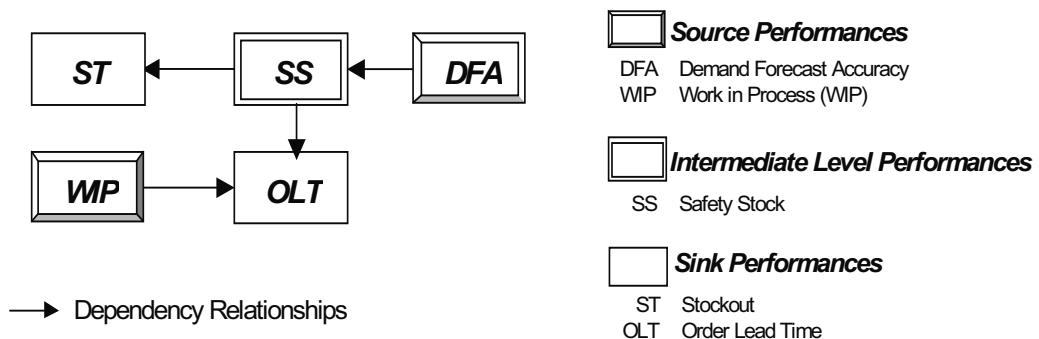 ST
SS
DFA
WIP
OLT
Dependency Relationships
Source Performances
DFA Demand Forecast Accuracy
WIP Work in Process (WIP)
Intermediate Level Performances
SS Safety Stock
Sink Performances
ST Stockout
OLT Order Lead Time